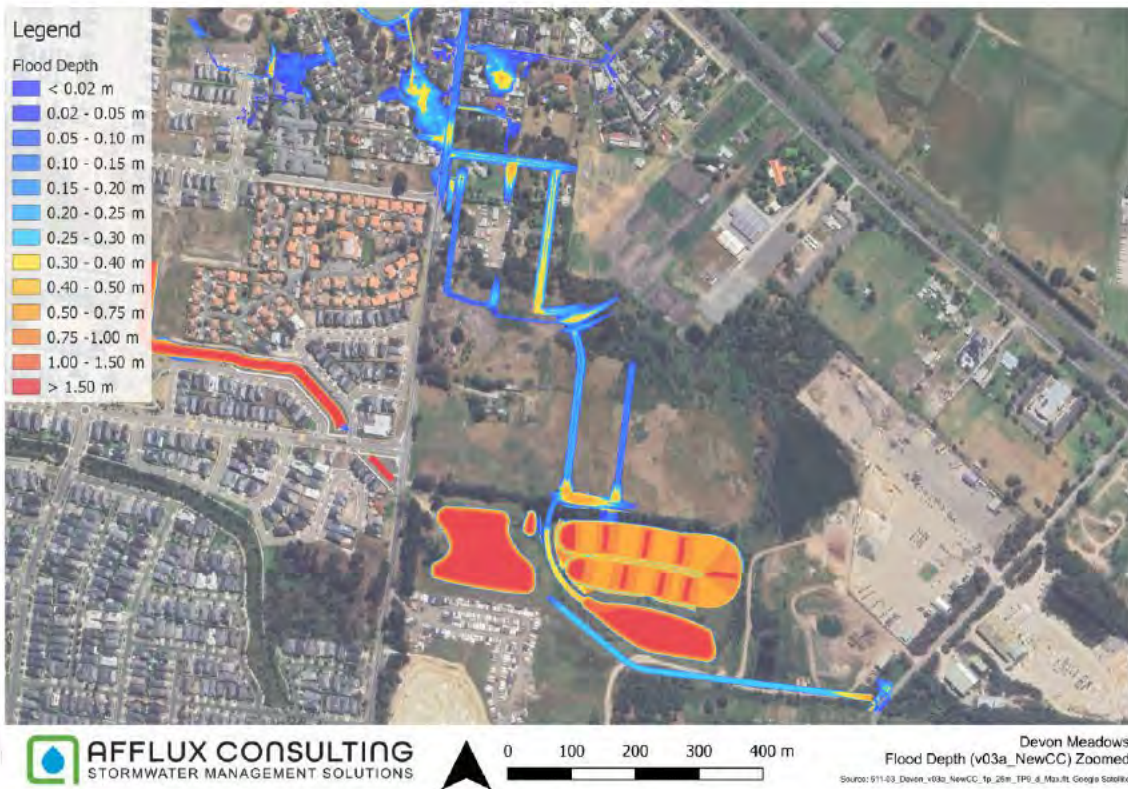 Legend
Flood Depth
< 0.02 m
0.02 - 0.05 m
0.05 - 0.10 m
0.10 - 0.15 m
0.15 - 0.20 m
0.20 - 0.25 m
0.25 - 0.30 m
0.30 - 0.40 m
0.40 - 0.50 m
0.50 - 0.75 m
0.75 -1.00 m
1.00 - 1.50 m
> 1.50 m
AFFLUX CONSULTING
STORMWATER MANAGEMENT SOLUTIONS
0 100 200 300 400 m
Devon Meadows
Flood Depth (v03a_NewCC) Zoomed
Source: Google Satellite